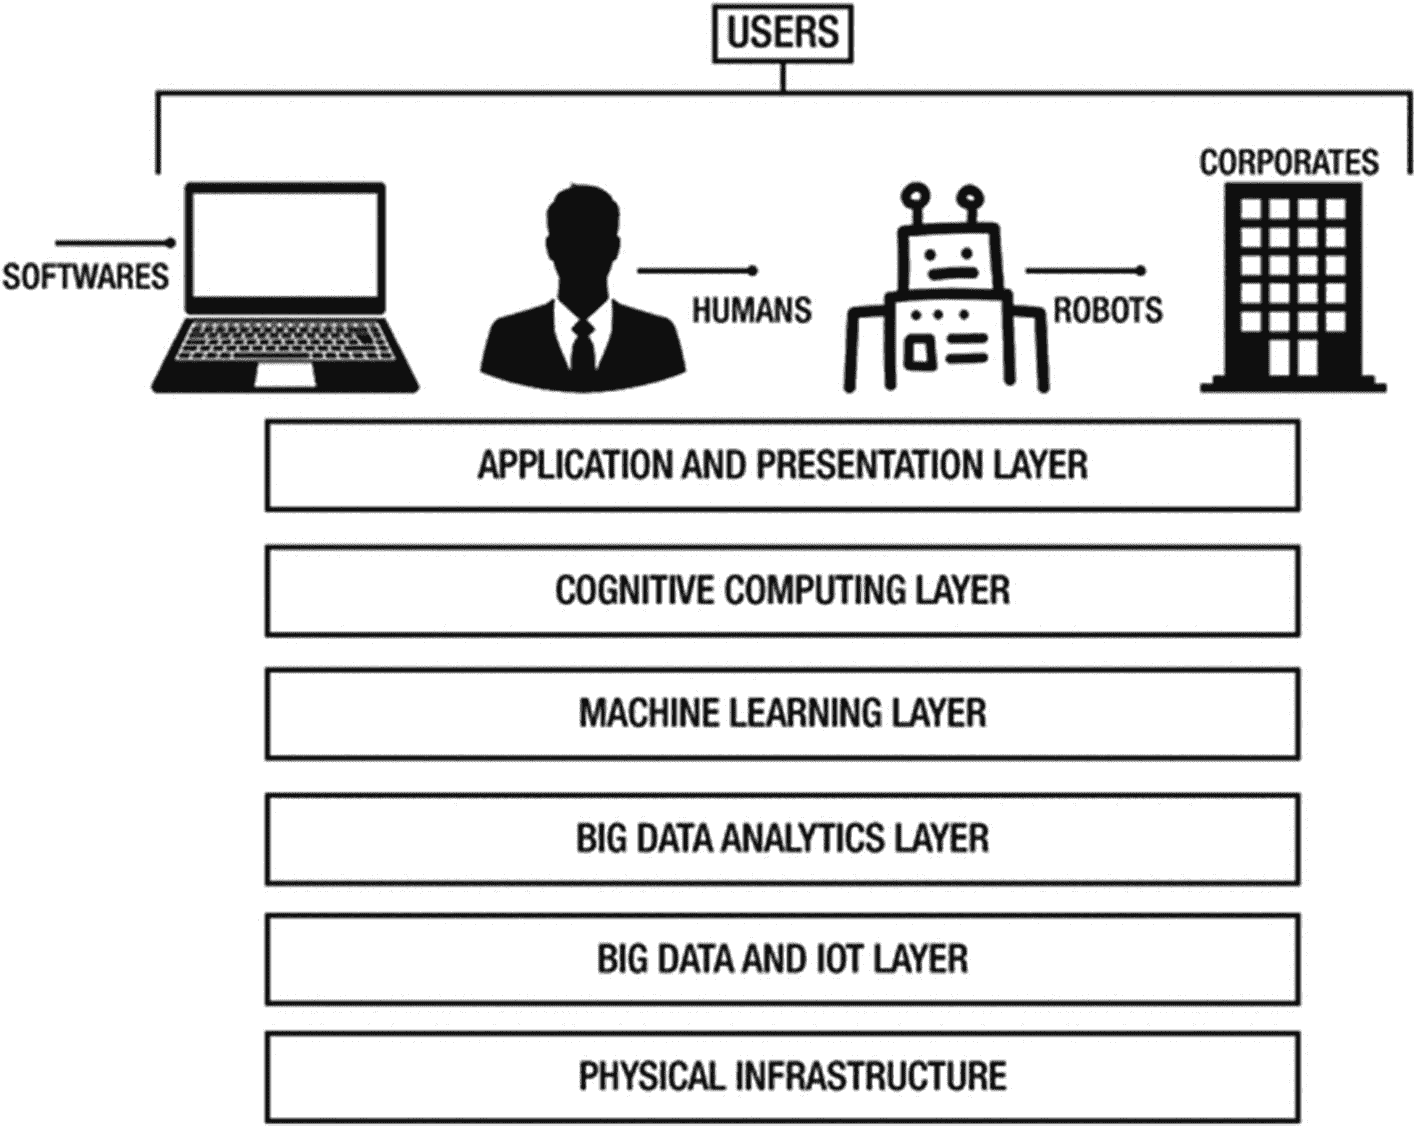 USERS
CORPORATES
SOFTWARES
HUMANS
ROBOTS
APPLICATION AND PRESENTATION LAYER
COGNITIVE COMPUTING LAYER
MACHINE LEARNING LAYER
BIG DATA ANALYTICS LAYER
BIG DATA AND IOT LAYER
PHYSICAL INFRASTRUCTURE